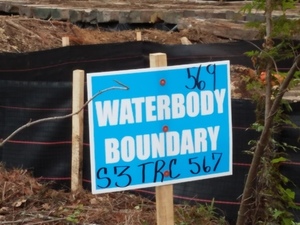 569
WATERBODY
BOUNDARY
S3 TRC 567